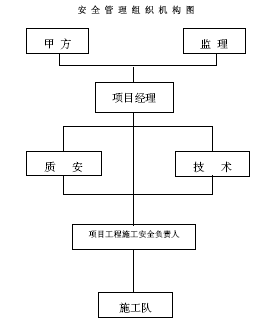 安全管理组织机构图
甲 方
监 理
项目经理
质 安
技 术
项目工程施工安全负责人
施工队